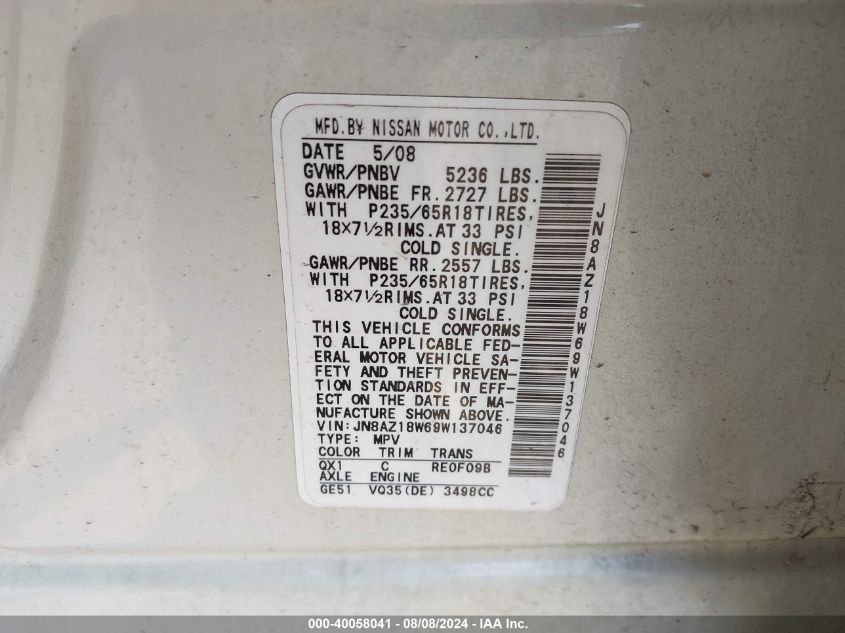 MFD.BY NISSAN MOTOR CO.,LTD.
DATE 5/08
GVWR/PNBV 5236 LBS.
GAWR/PNBE FR. 2727 LBS.
WITH P235/65R18TIRES,
18×7½RIMS.AT 33 PSI
COLD SINGLE.
GAWR/PNBE RR. 2557 LBS.
WITH P235/65R18TIRES,
18×7½RIMS.AT 33 PSI
COLD SINGLE.
THIS VEHICLE CONFORMS
TO ALL APPLICABLE FED-
ERAL MOTOR VEHICLE SA-
FETY AND THEFT PREVEN-
TION STANDARDS IN EFF-
ECT ON THE DATE OF MA-
NUFACTURE SHOWN ABOVE.
VIN:JN8AZ18W69W137046
TYPE: MPV
COLOR TRIM TRANS
QX1 C RE0F09B
AXLE ENGINE
GE51 VQ35(DE) 3498CC
JN8AZ18W69W137046
000-40058041 - 08/08/2024 - IAA Inc.